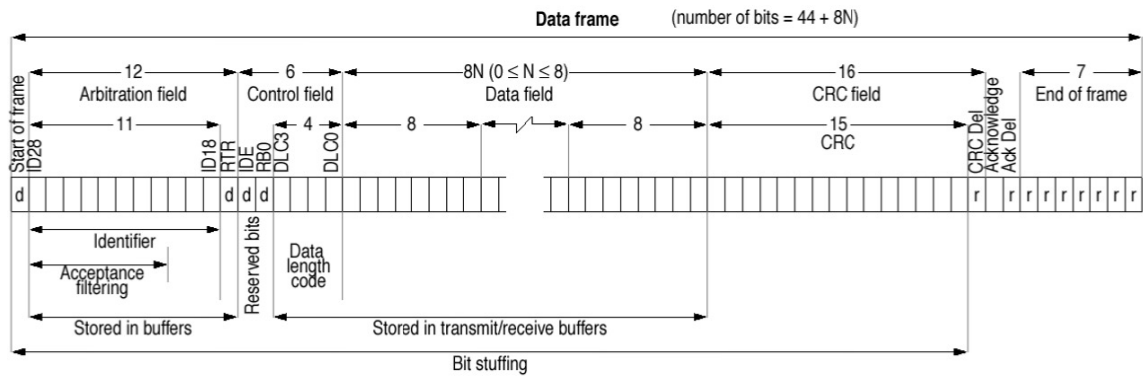 Data frame (number of bits = 44 + 8N)
12 6 8N (0 ≤ N ≤ 8) 16 7
Arbitration field Control field Data field CRC field End of frame
11 4 8 8 15
CRC
Start of frame
ID28
ID18
RTR
IDE
RB0
DLC3
DLC0
CRC Del
Acknowledge
Ack Del
d d d d r r r r r r r r r
Identifier
Acceptance
filtering
Reserved bits
Data
length
code
Stored in buffers Stored in transmit/receive buffers
Bit stuffing